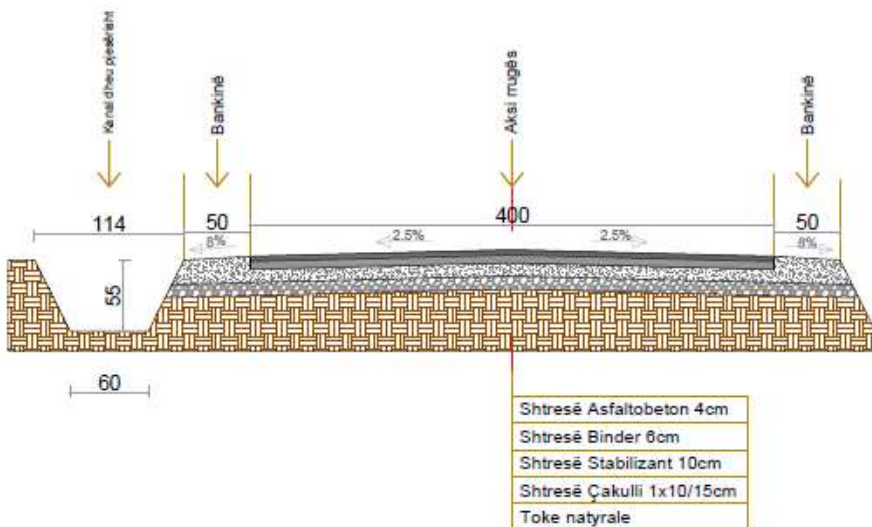 Kanal dheu pjesërisht
Bankinë
Aksi rrugës
Bankinë
114
50
400
50
8%
2.5%
2.5%
8%
55
60
Shtresë Asfaltobeton 4cm
Shtresë Binder 6cm
Shtresë Stabilizant 10cm
Shtresë Çakulli 1x10/15cm
Toke natyrale